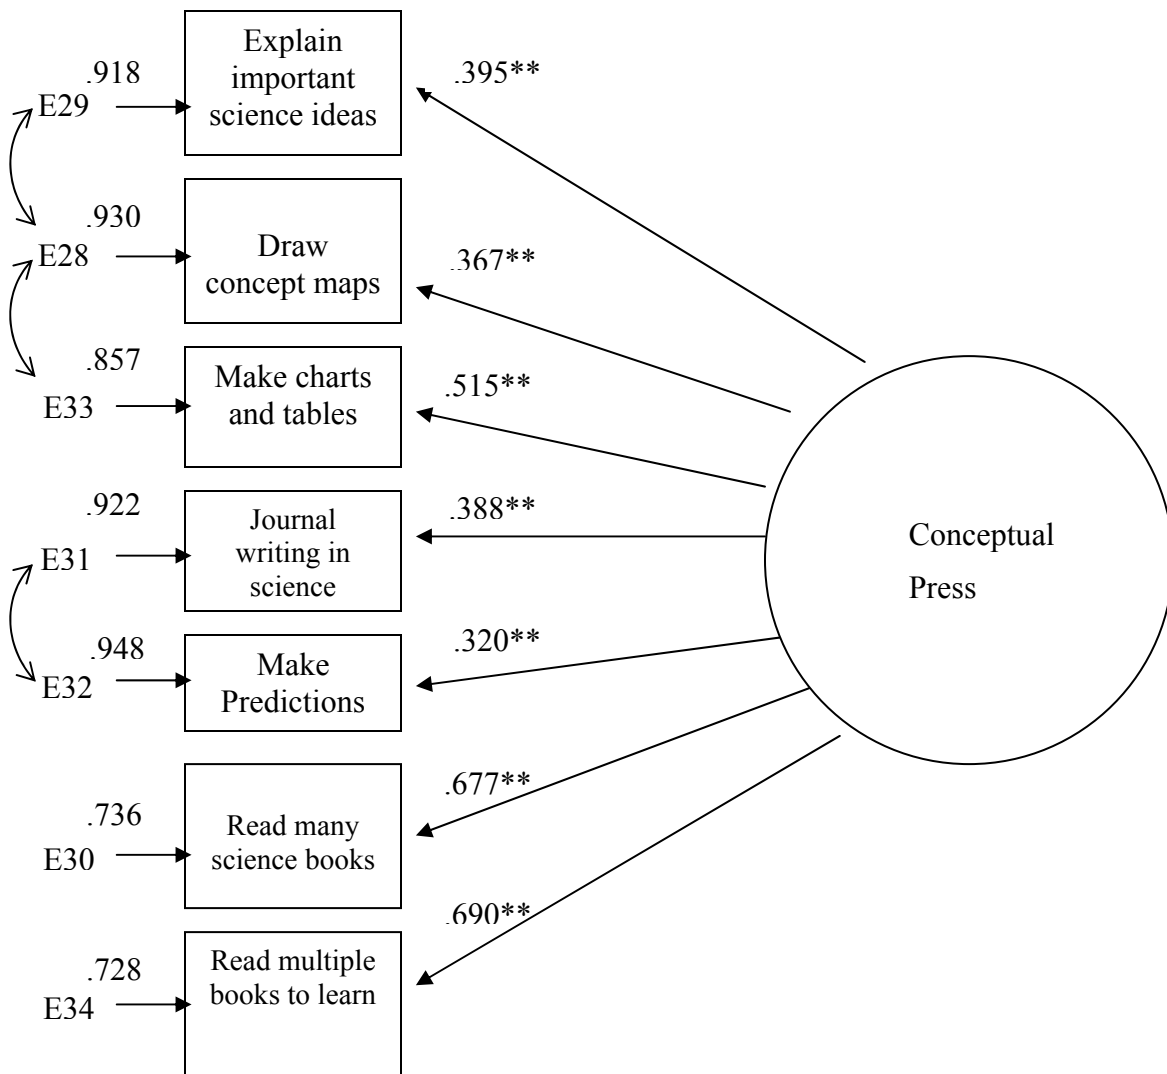 .918
E29
Explain
important
science ideas
.395**
.930
E28
Draw
concept maps
.367**
.857
E33
Make charts
and tables
.515**
.922
E31
Journal
writing in
science
.388**
Conceptual
Press
.948
E32
Make
Predictions
.320**
.736
E30
Read many
science books
.677**
.728
E34
Read multiple
books to learn
.690**